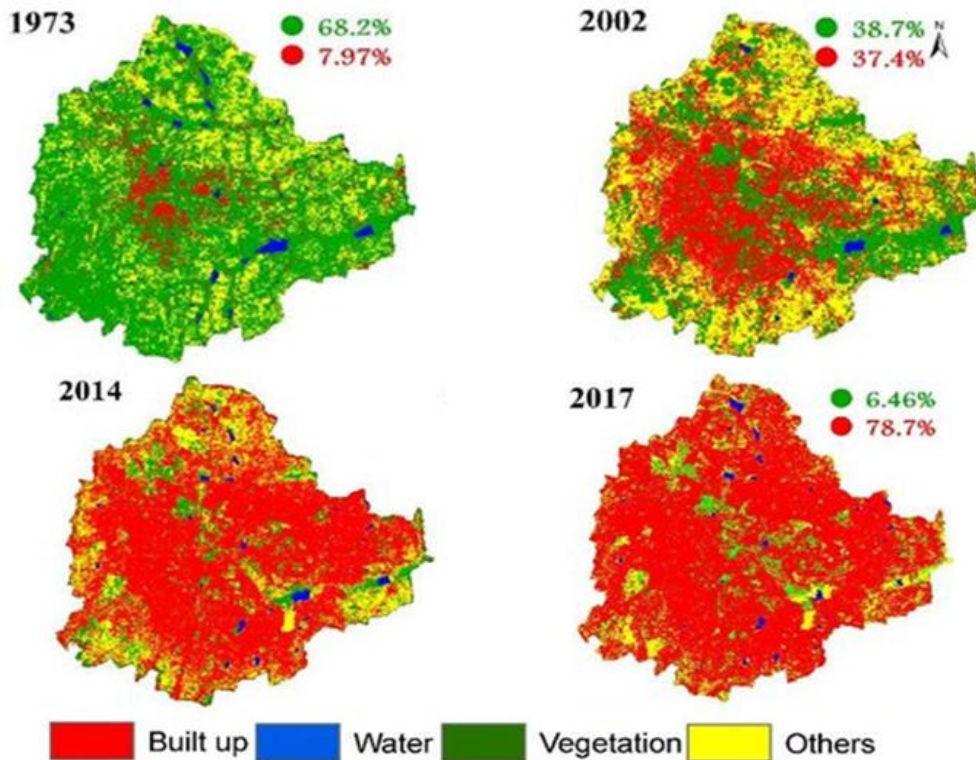 1973
68.2%
7.97%
2002
38.7%
37.4%
N
2014
2017
6.46%
78.7%
Built up
Water
Vegetation
Others